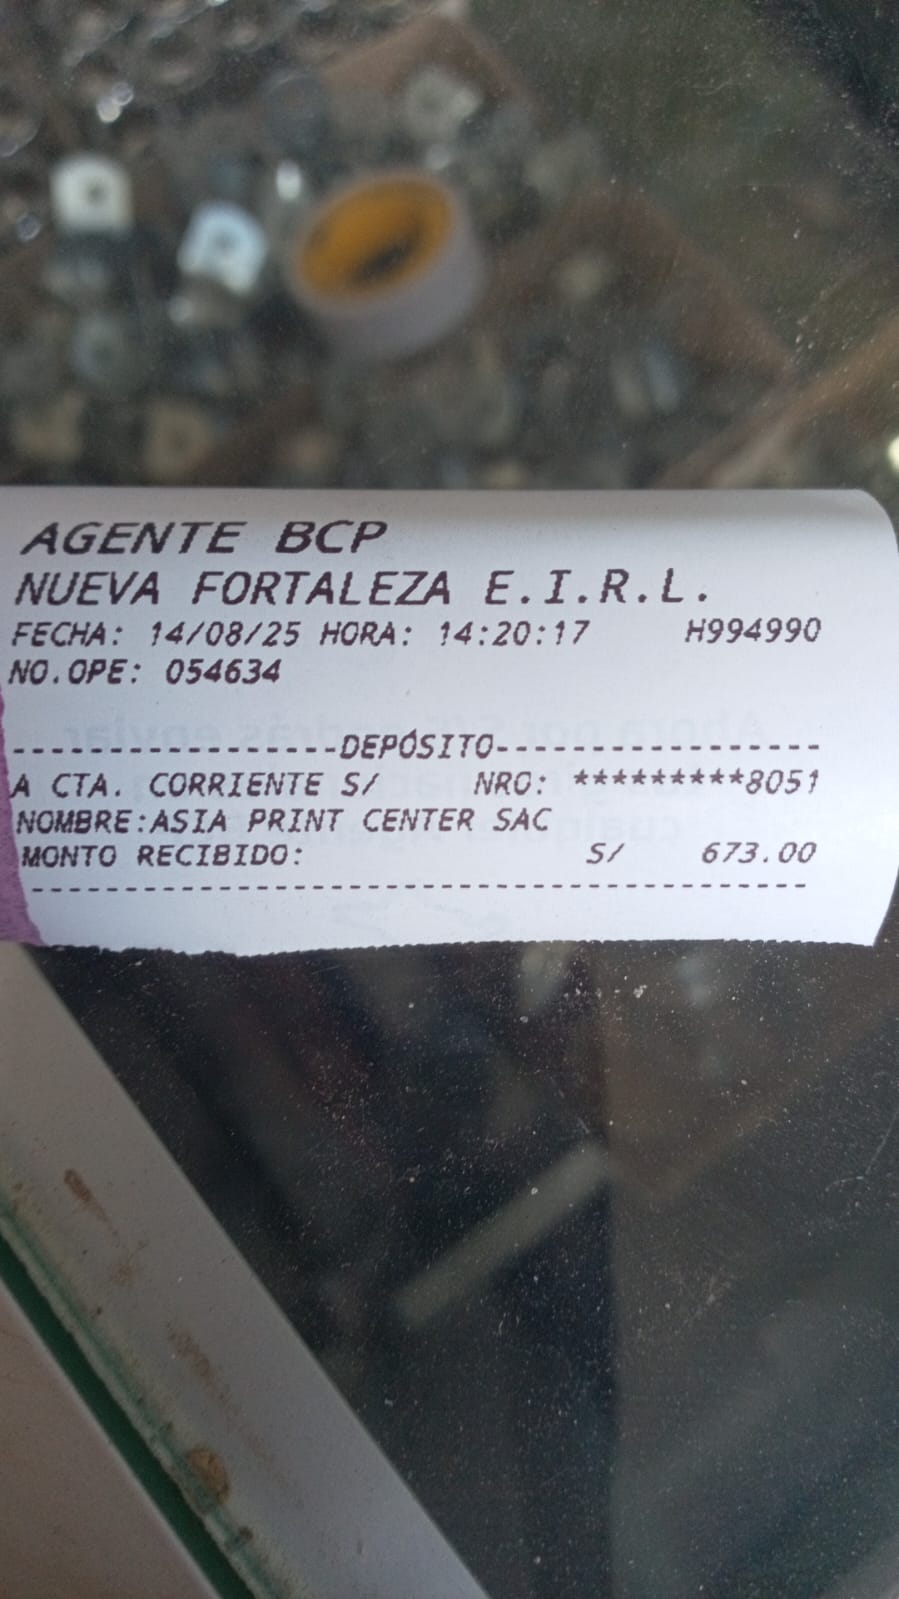 AGENTE BCP
NUEVA FORTALEZA E.I.R.L.
FECHA: 14/08/25 HORA: 14:20:17 H994990
NO.OPE: 054634
-----------------DEPÓSITO-----------------
A CTA. CORRIENTE S/ NRO: *********8051
NOMBRE:ASIA PRINT CENTER SAC
MONTO RECIBIDO: S/ 673.00
-----------------------------------------